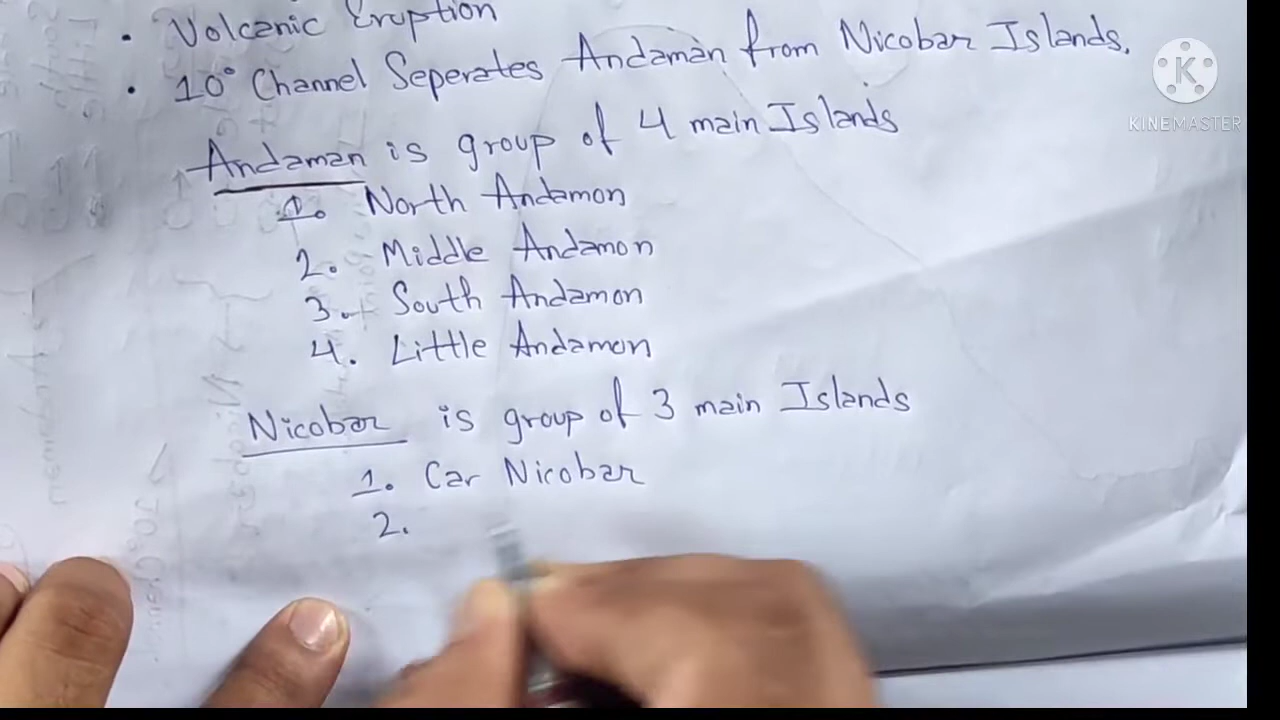 • Volcanic Eruption
• 10° Channel Seperates Andaman from Nicobar Islands.
Andaman is group of 4 main Islands
1. North Andamon
2. Middle Andamon
3. South Andamon
4. Little Andamon
Nicobar is group of 3 main Islands
1. Car Nicobar
2.
K
KINEMASTER